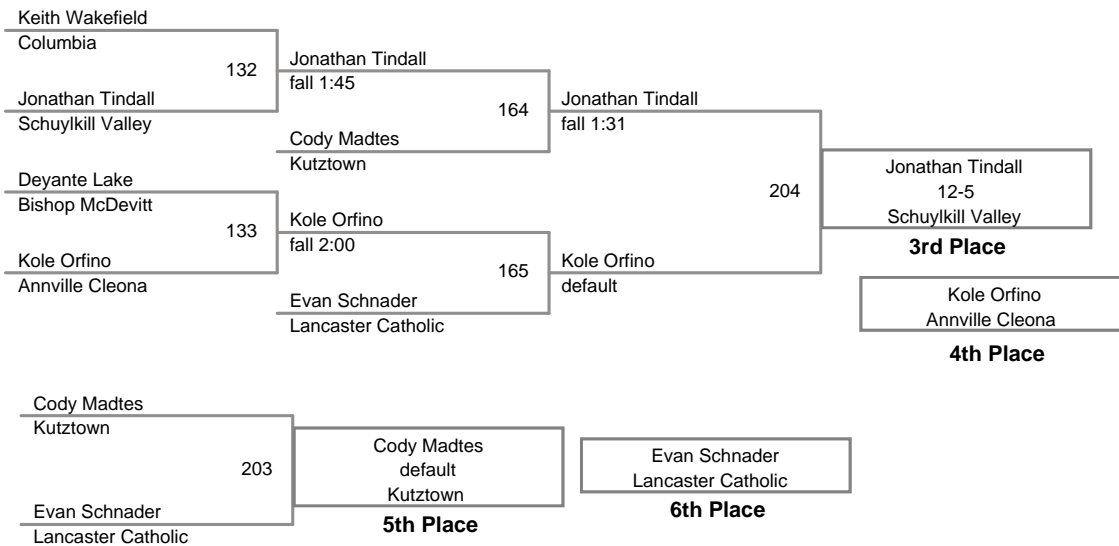 Keith Wakefield
Columbia
132
Jonathan Tindall
fall 1:45
Jonathan Tindall
Schuylkill Valley
164
Jonathan Tindall
fall 1:31
Cody Madtes
Kutztown
Deyante Lake
Bishop McDevitt
204
Jonathan Tindall
12-5
Schuylkill Valley
3rd Place
133
Kole Orfino
fall 2:00
Kole Orfino
Annville Cleona
165
Kole Orfino
default
Evan Schnader
Lancaster Catholic
Kole Orfino
Annville Cleona
4th Place
Cody Madtes
Kutztown
203
Cody Madtes
default
Kutztown
5th Place
Evan Schnader
Lancaster Catholic
6th Place
Evan Schnader
Lancaster Catholic